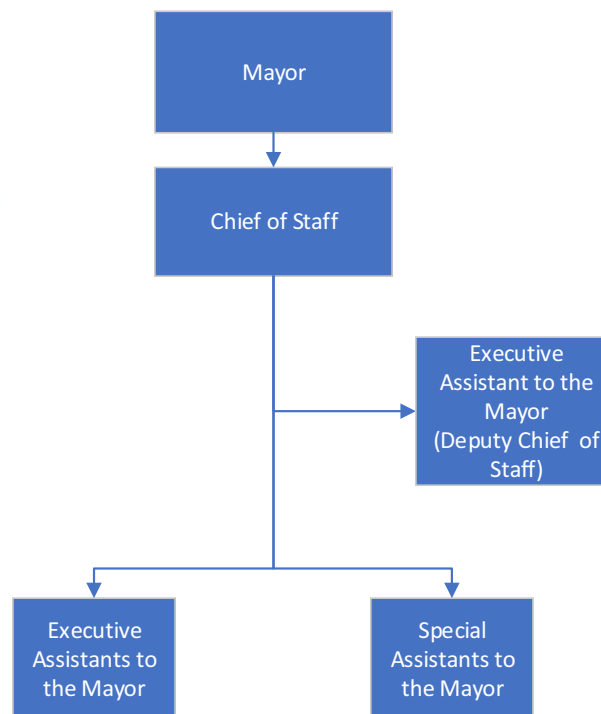 Mayor
Chief of Staff
Executive
Assistant to the
Mayor
(Deputy Chief  of
Staff)
Executive
Assistants to
the Mayor
Special
Assistants to
the Mayor